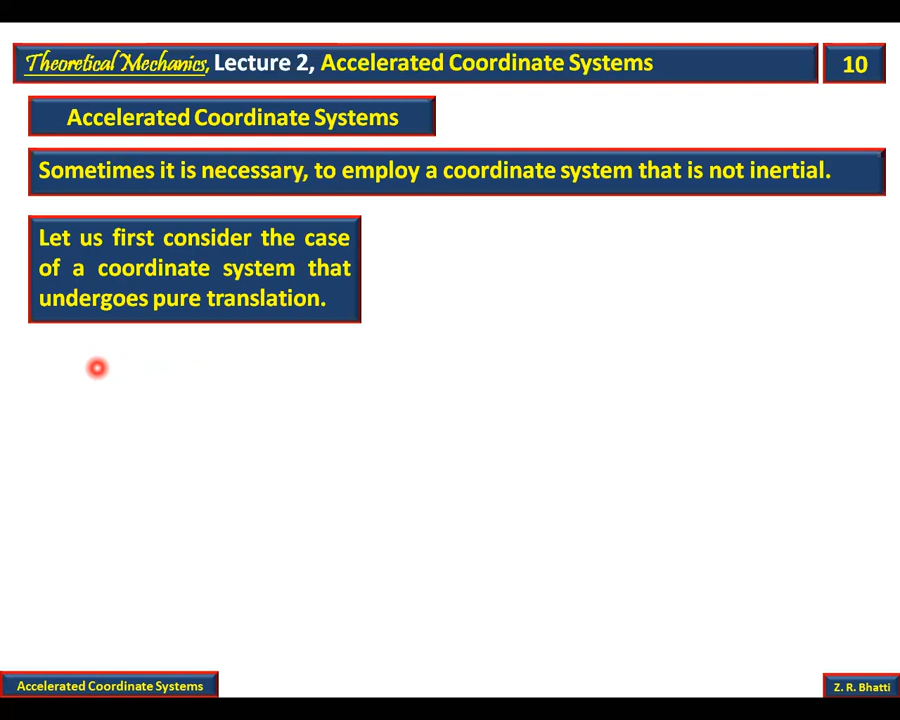 Theoretical Mechanics, Lecture 2, Accelerated Coordinate Systems
10
Accelerated Coordinate Systems
Sometimes it is necessary, to employ a coordinate system that is not inertial.
Let us first consider the case
of a coordinate system that
undergoes pure translation.
Accelerated Coordinate Systems
Z. R. Bhatti